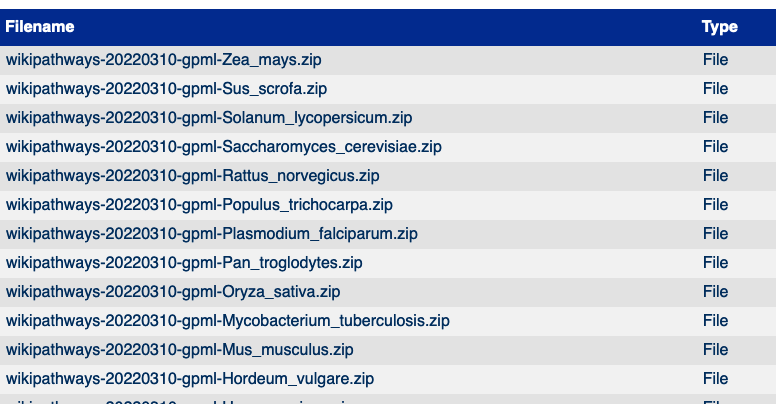 Filename Type
wikipathways-20220310-gpml-Zea_mays.zip File
wikipathways-20220310-gpml-Sus_scrofa.zip File
wikipathways-20220310-gpml-Solanum_lycopersicum.zip File
wikipathways-20220310-gpml-Saccharomyces_cerevisiae.zip File
wikipathways-20220310-gpml-Rattus_norvegicus.zip File
wikipathways-20220310-gpml-Populus_trichocarpa.zip File
wikipathways-20220310-gpml-Plasmodium_falciparum.zip File
wikipathways-20220310-gpml-Pan_troglodytes.zip File
wikipathways-20220310-gpml-Oryza_sativa.zip File
wikipathways-20220310-gpml-Mycobacterium_tuberculosis.zip File
wikipathways-20220310-gpml-Mus_musculus.zip File
wikipathways-20220310-gpml-Hordeum_vulgare.zip File